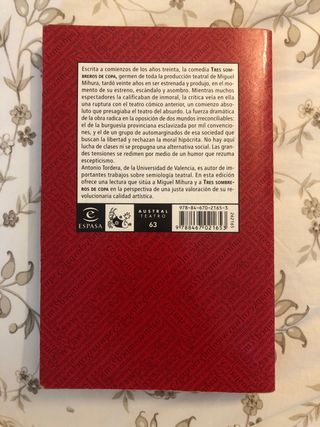 Escrita a comienzos de los años treinta, la comedia TRES SOM-
BREROS DE COPA, germen de toda la producción teatral de Miguel
Mihura, tardó veinte años en ser estrenada y produjo, en el mo-
mento de su estreno, escándalo y asombro. Mientras muchos
espectadores la calificaban de inmoral, la crítica veía en ella
una ruptura con el teatro cómico anterior, un comienzo abso-
luto que presagiaba el teatro del absurdo. La fuerza dramática
de la obra radica en la oposición de dos mundos irreconciliables:
el de la burguesía provinciana esclavizada por mil convencio-
nes, y el de un grupo de automarginados de esa sociedad que
buscan la libertad y rechazan la moral hipócrita. No hay aquí
lucha de clases ni se propugna una alternativa social. Las gran-
des tensiones se redimen por medio de un humor que rezuma
escepticismo.
Antonio Tordera, de la Universidad de Valencia, es autor de im-
portantes trabajos sobre semiología teatral. En esta edición
ofrece una lectura que sitúa a Miguel Mihura y a TRES SOMBRE-
ROS DE COPA en la perspectiva de una justa valoración de su re-
volucionaria calidad artística.
978-84-670-2165-3
ESPASA
AUSTRAL
TEATRO
63
9788467021653
262165